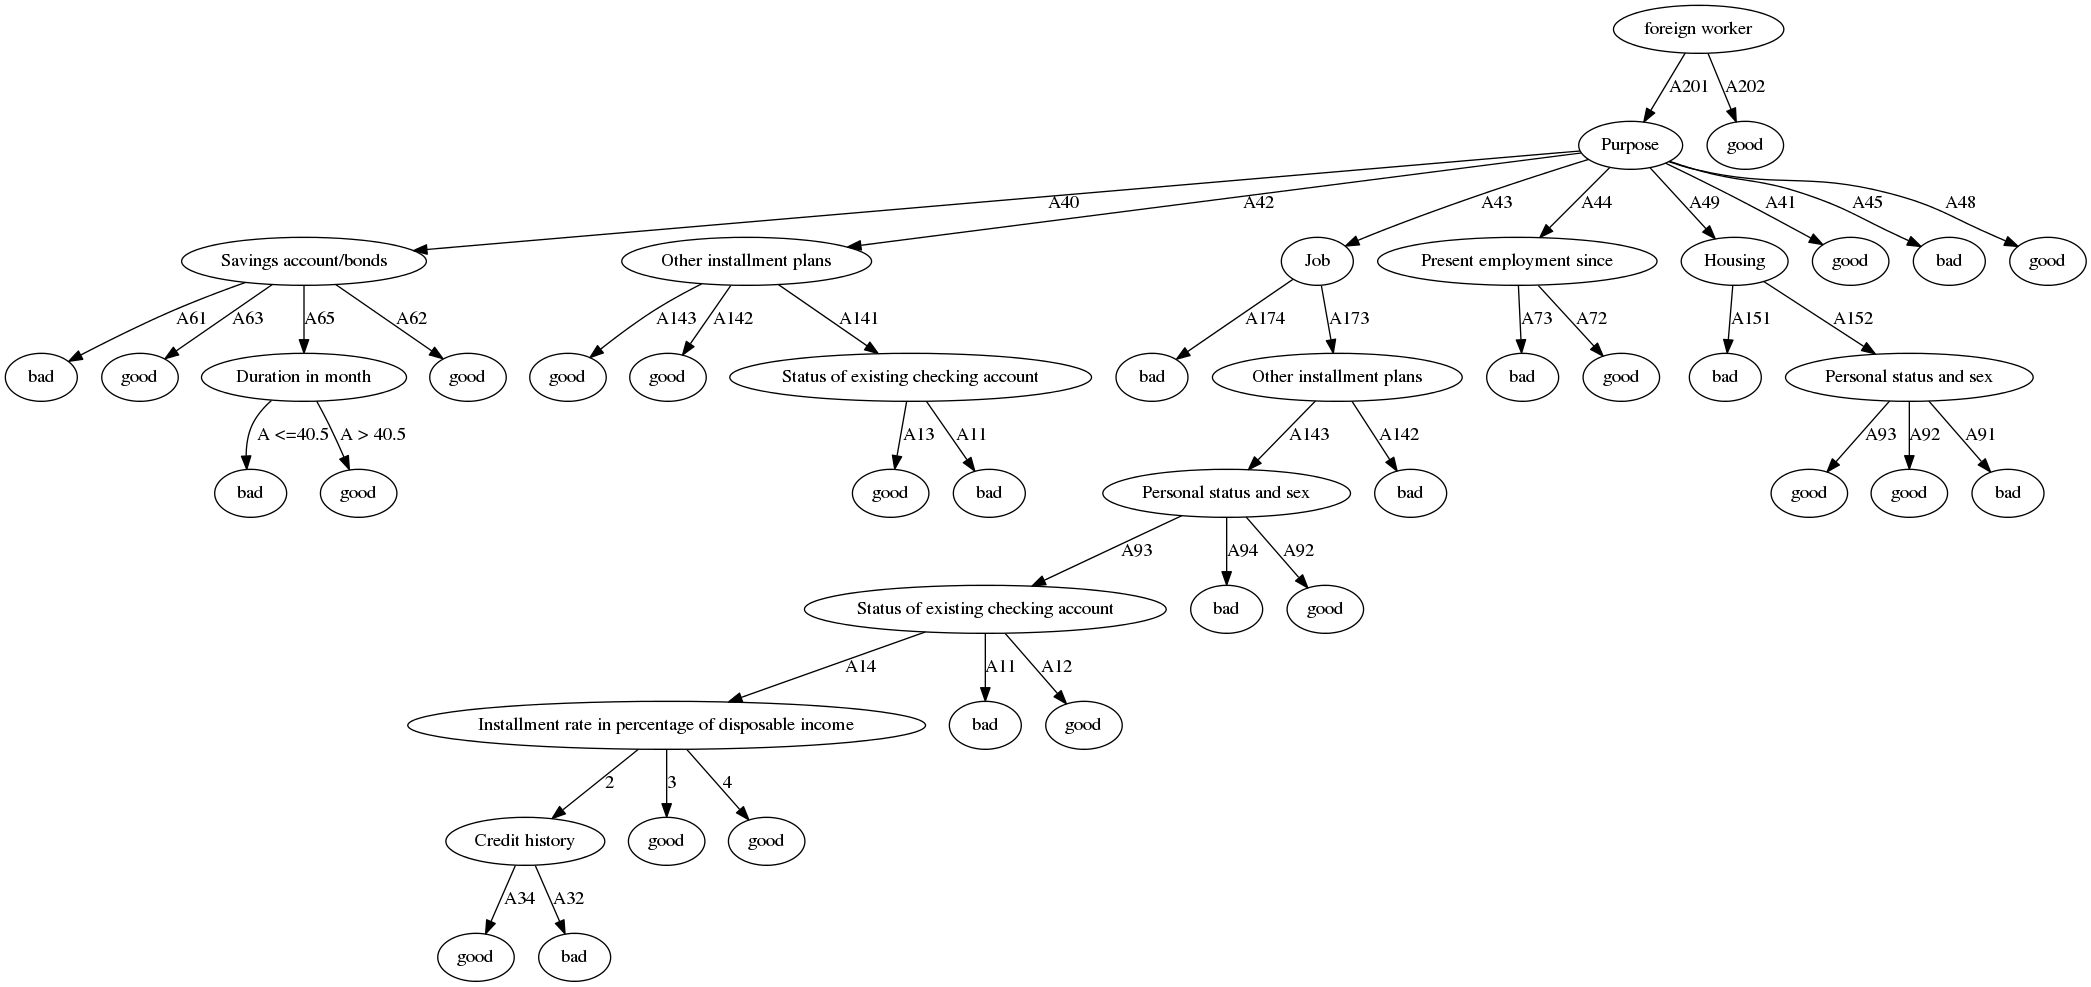 foreign worker
A201 A202
Purpose good
A40 A42 A43 A44 A49 A41 A45 A48
Savings account/bonds Other installment plans Job Present employment since Housing good bad good
A61 A63 A65 A62 A143 A142 A141 A174 A173 A73 A72 A151 A152
bad good Duration in month good good good Status of existing checking account bad Other installment plans bad good bad Personal status and sex
A <=40.5 A > 40.5 A13 A11 A143 A142 A93 A92 A91
bad good good bad Personal status and sex bad good good bad
A93 A94 A92
Status of existing checking account bad good
A14 A11 A12
Installment rate in percentage of disposable income bad good
2 3 4
Credit history good good
A34 A32
good bad